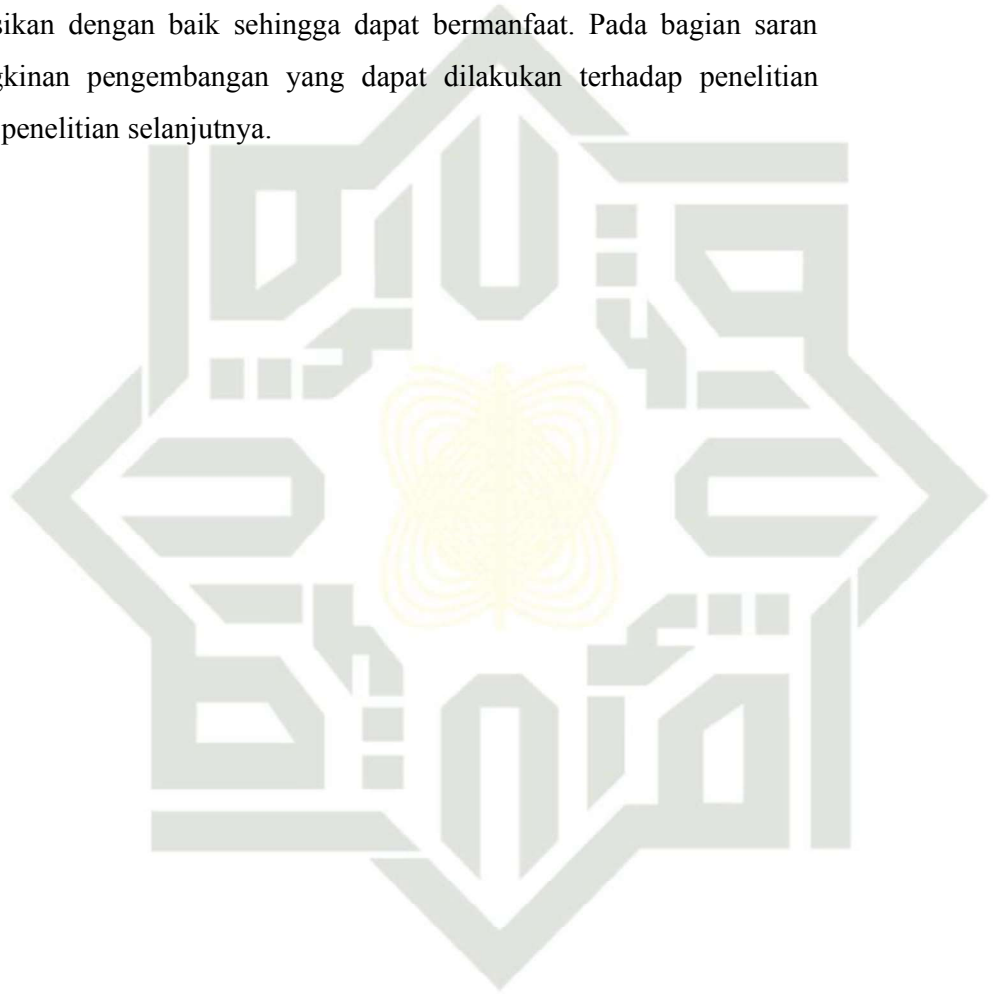 sikan dengan baik sehingga dapat bermanfaat. Pada bagian saran
gkinan pengembangan yang dapat dilakukan terhadap penelitian
penelitian selanjutnya.